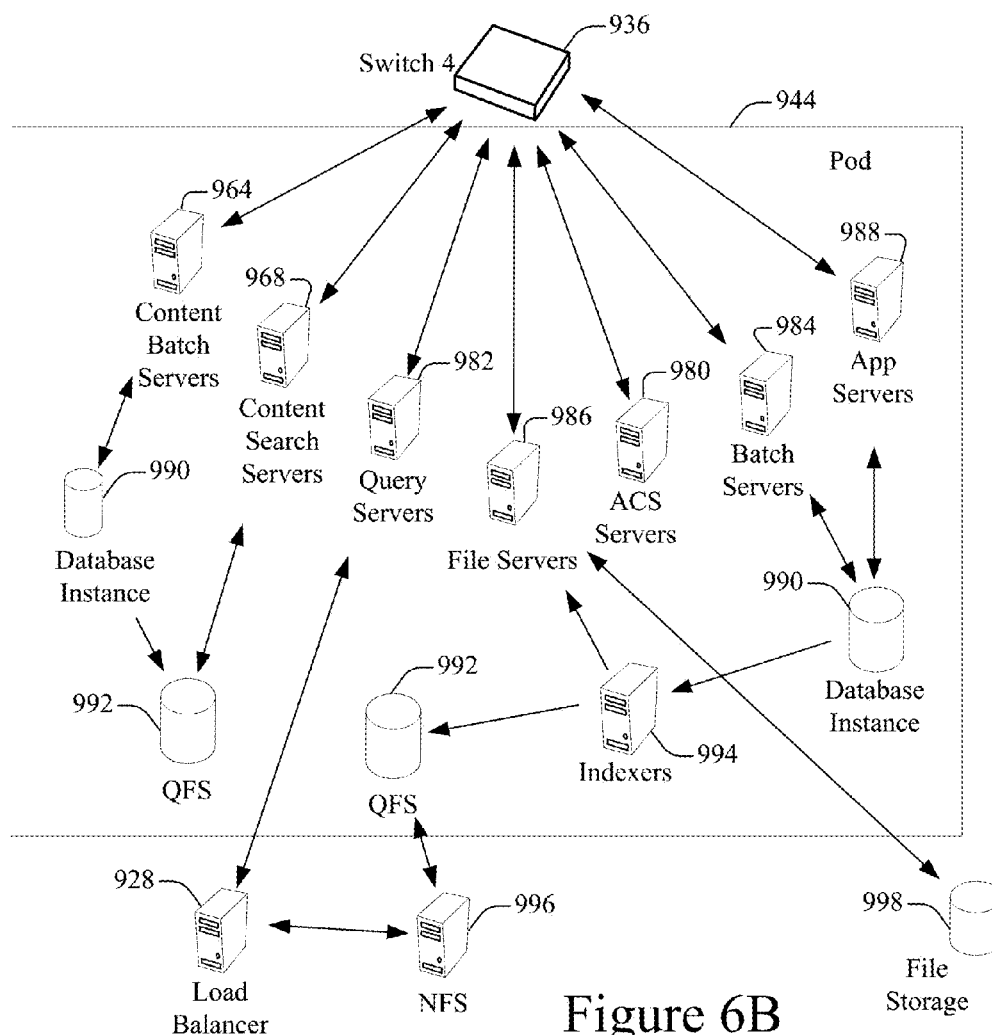 936
Switch 4
944
Pod
964
988
968
984
Content
Batch
Servers
982
980
App
Servers
986
Content
Search
Servers
Batch
Servers
990
Query
Servers
ACS
Servers
File Servers
Database
Instance
990
992
992
Database
Instance
994
Indexers
QFS
QFS
928
996
998
Load
Balancer
NFS
File
Storage
Figure 6B